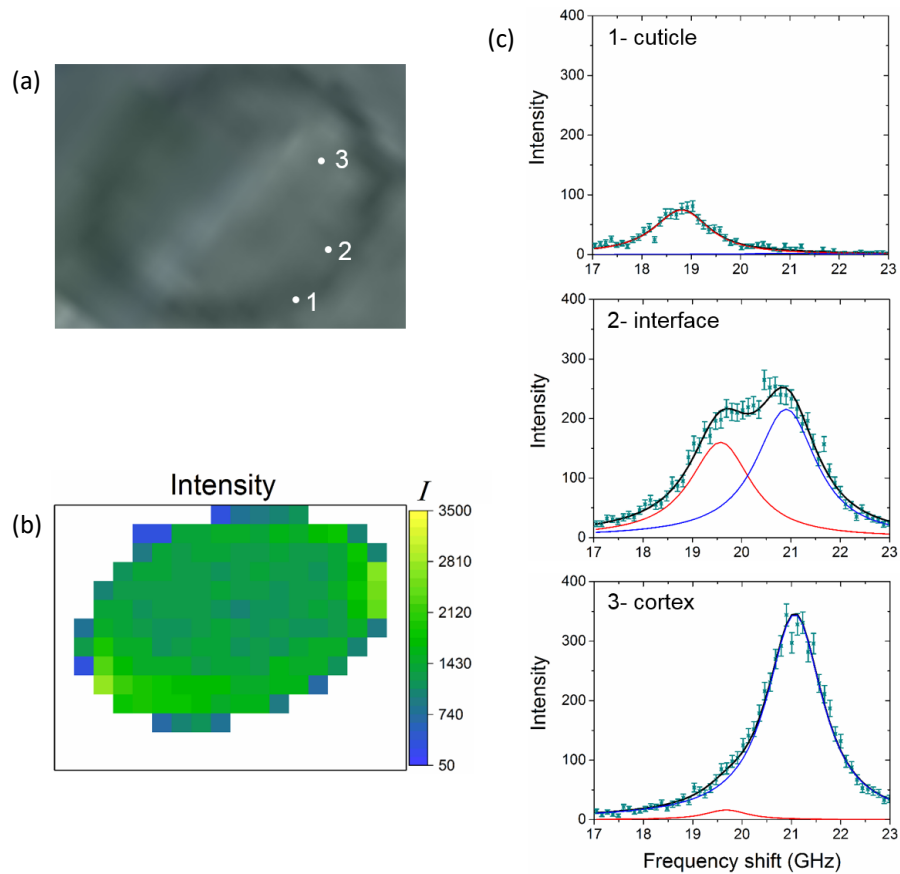 (a)
3
2
1
(b)
Intensity
I
3500
2810
2120
1430
740
50
(c)
1- cuticle
Intensity
400
300
200
100
0
17 18 19 20 21 22 23
2- interface
Intensity
400
300
200
100
0
17 18 19 20 21 22 23
3- cortex
Intensity
400
300
200
100
0
17 18 19 20 21 22 23
Frequency shift (GHz)